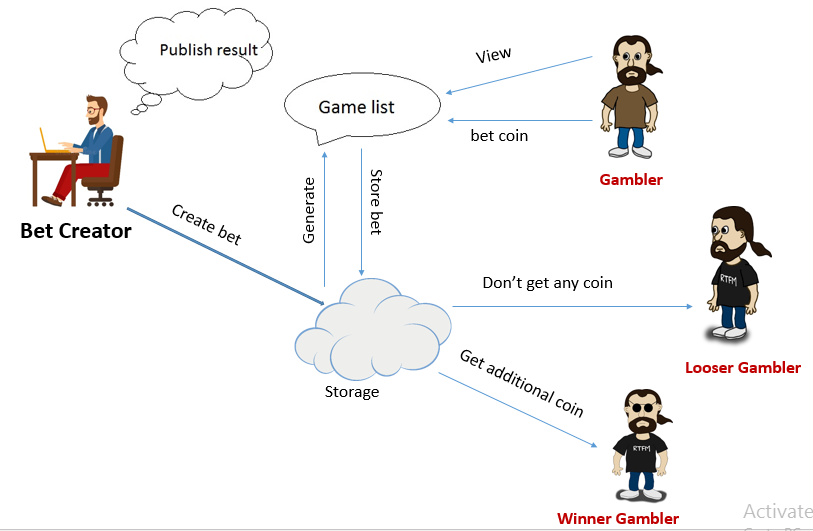 Publish result
View
Game list
bet coin
Gambler
Generate
Store bet
Create bet
Bet Creator
Don't get any coin
RTFM
Looser Gambler
Get additional coin
Storage
RTFM
Winner Gambler
Activate